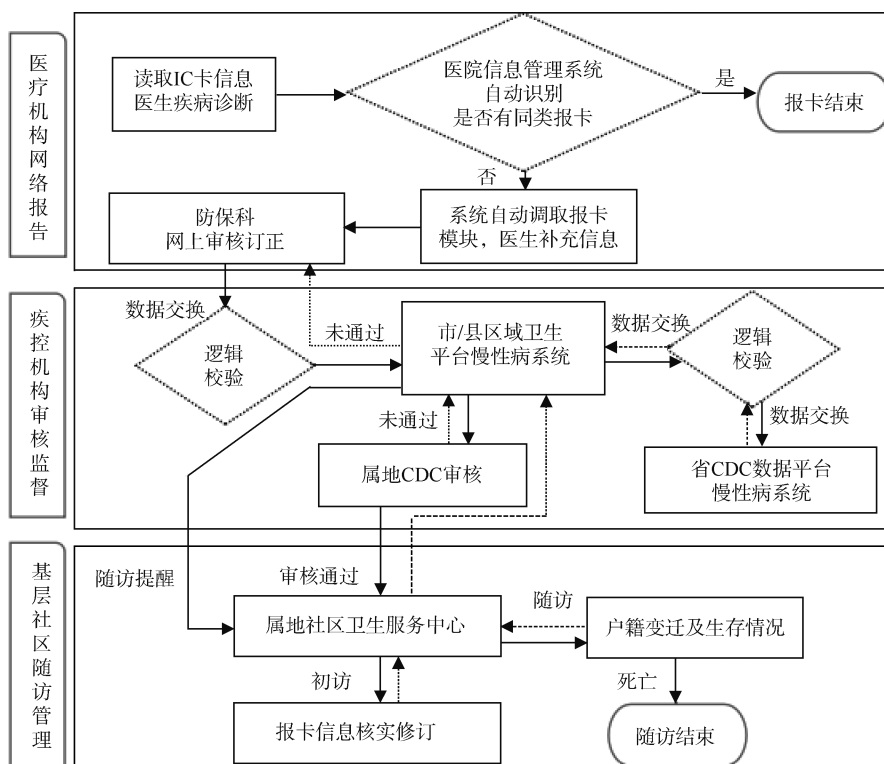 医疗机构网络报告
读取IC卡信息
医生疾病诊断
医院信息管理系统
自动识别
是否有同类报卡
是
报卡结束
否
系统自动调取报卡
模块，医生补充信息
防保科
网上审核订正
疾控机构审核监督
数据交换
逻辑
校验
未通过
市/县区域卫生
平台慢性病系统
数据交换
逻辑
校验
数据交换
未通过
属地CDC审核
省CDC数据平台
慢性病系统
基层社区随访管理
随访提醒
审核通过
属地社区卫生服务中心
随访
户籍变迁及生存情况
初访
死亡
报卡信息核实修订
随访结束